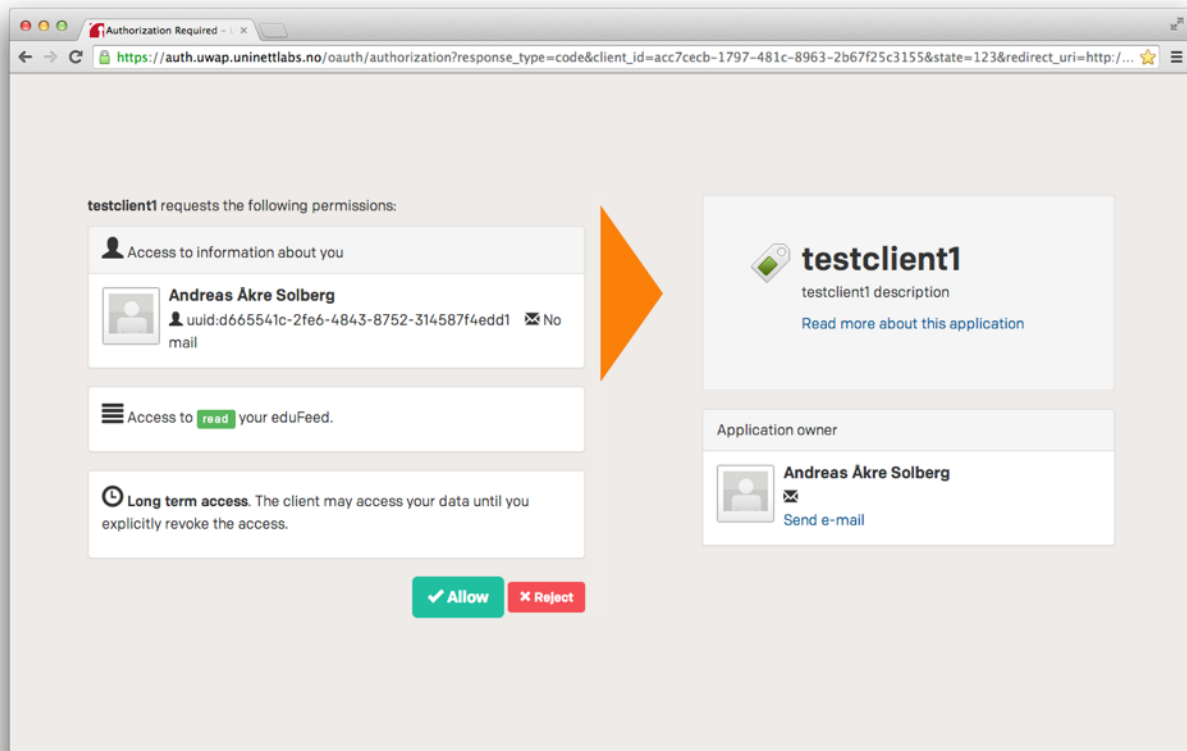 Authorization Required – U
https://auth.uwap.uninettlabs.no/oauth/authorization?response_type=code&client_id=acc7cecb-1797-481c-8963-2b67f25c3155&state=123&redirect_uri=http:/...
testclient1 requests the following permissions:
Access to information about you
Andreas Åkre Solberg
uuid:d665541c-2fe6-4843-8752-314587f4edd1 No
mail
Access to read your eduFeed.
Long term access. The client may access your data until you
explicitly revoke the access.
Allow Reject
testclient1
testclient1 description
Read more about this application
Application owner
Andreas Åkre Solberg
Send e-mail